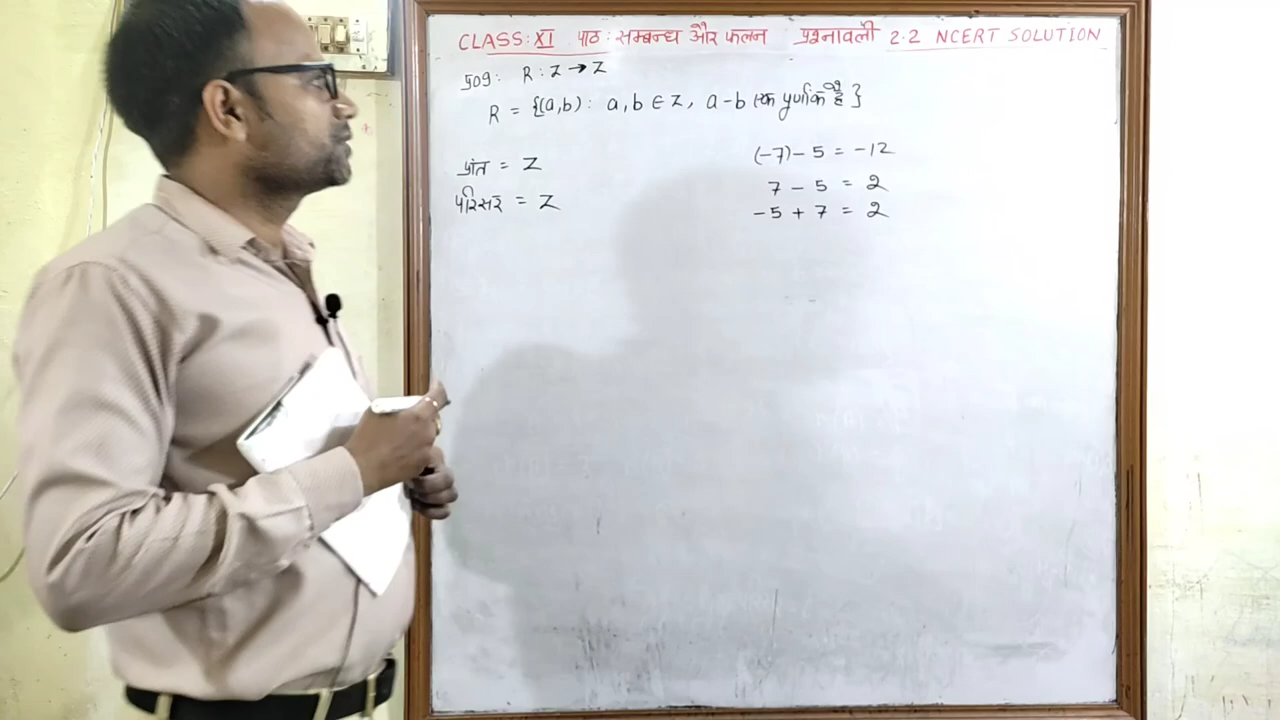 CLASS: XI पाठ: सम्बन्ध और फलन प्रश्नावली 2.2 NCERT SOLUTION
प्र09: R: Z → Z
R = {(a,b): a,b ∈ Z, a-b एक पूर्णांक है}
प्रांत = Z
परिसर = Z
(-7)-5 = -12
7 - 5 = 2
-5 + 7 = 2